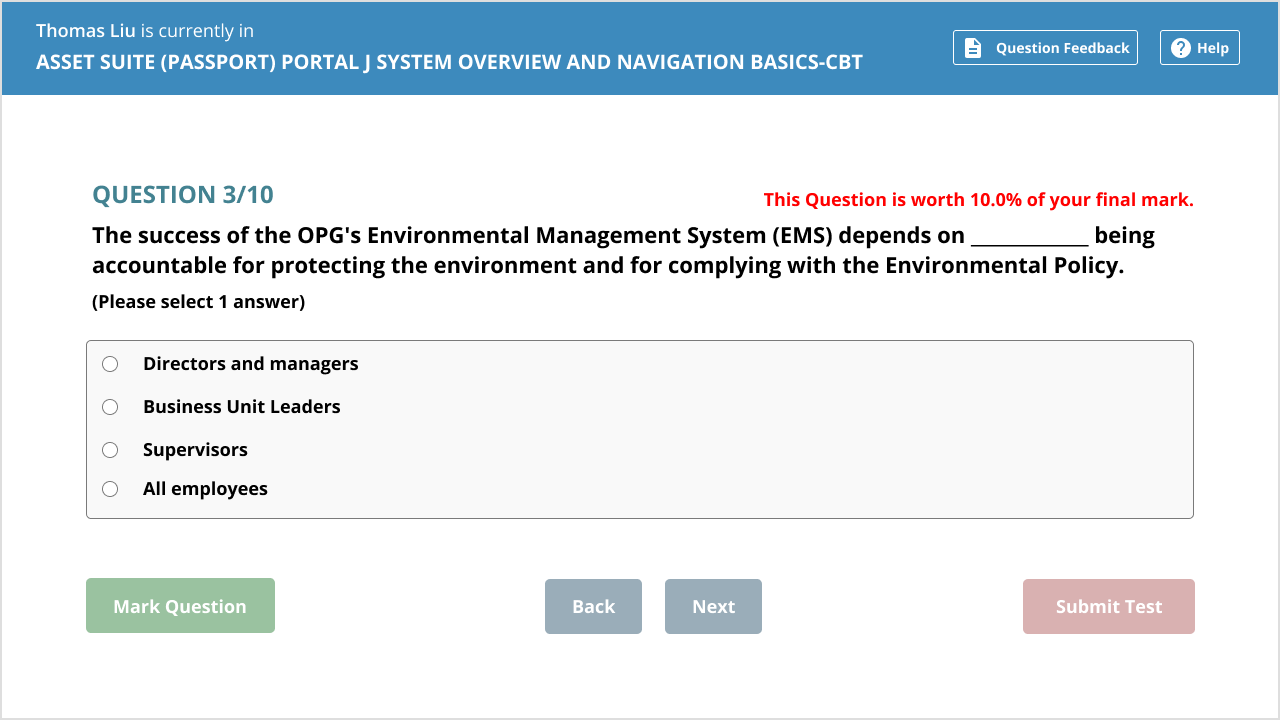 Thomas Liu is currently in
ASSET SUITE (PASSPORT) PORTAL J SYSTEM OVERVIEW AND NAVIGATION BASICS-CBT
Question Feedback
Help
QUESTION 3/10
This Question is worth 10.0% of your final mark.
The success of the OPG's Environmental Management System (EMS) depends on ___________ being
accountable for protecting the environment and for complying with the Environmental Policy.
(Please select 1 answer)
Directors and managers
Business Unit Leaders
Supervisors
All employees
Mark Question
Back
Next
Submit Test